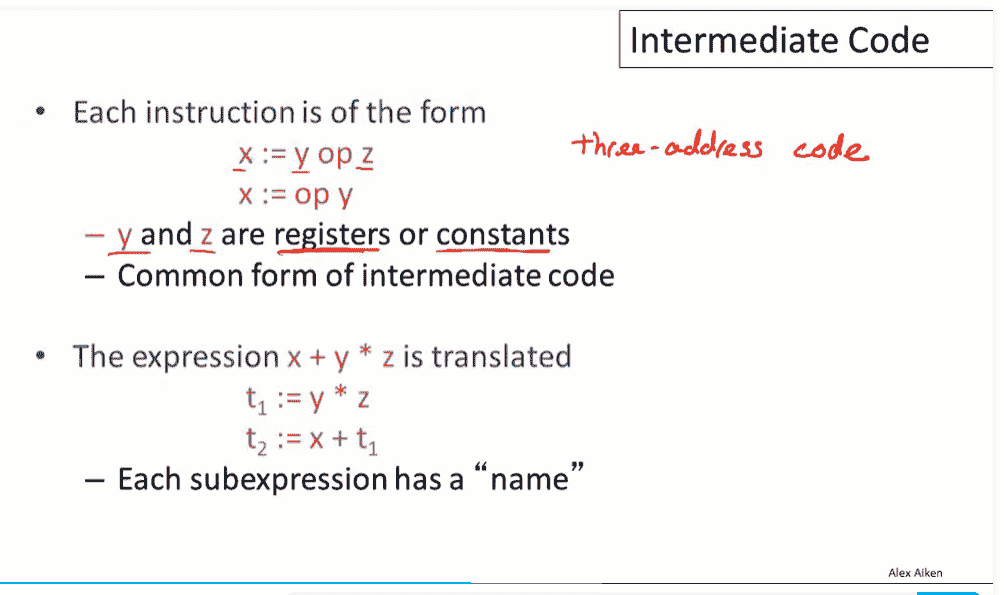 Intermediate Code
• Each instruction is of the form
x := y op z
three-address code
x := op y
– y and z are registers or constants
– Common form of intermediate code
• The expression x + y * z is translated
t₁ := y * z
t₂ := x + t₁
– Each subexpression has a “name”
Alex Aiken